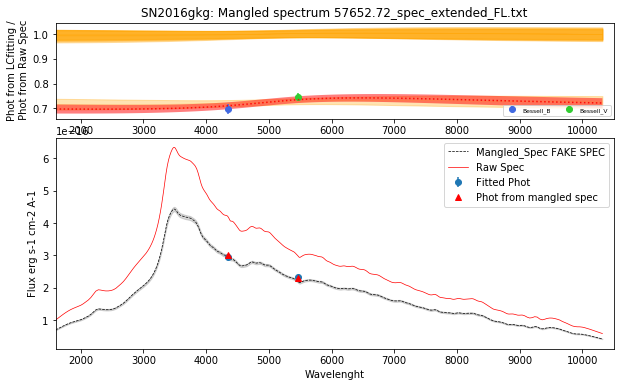 SN2016gkg: Mangled spectrum 57652.72_spec_extended_FL.txt
Phot from LCfitting /
Phot from Raw Spec
1.0
0.9
0.8
0.7
Bessell_B
Bessell_V
2000 3000 4000 5000 6000 7000 8000 9000 10000
Flux erg s-1 cm-2 A-1
6
5
4
3
2
1
Mangled_Spec FAKE SPEC
Raw Spec
Fitted Phot
Phot from mangled spec
2000 3000 4000 5000 6000 7000 8000 9000 10000
Wavelenght